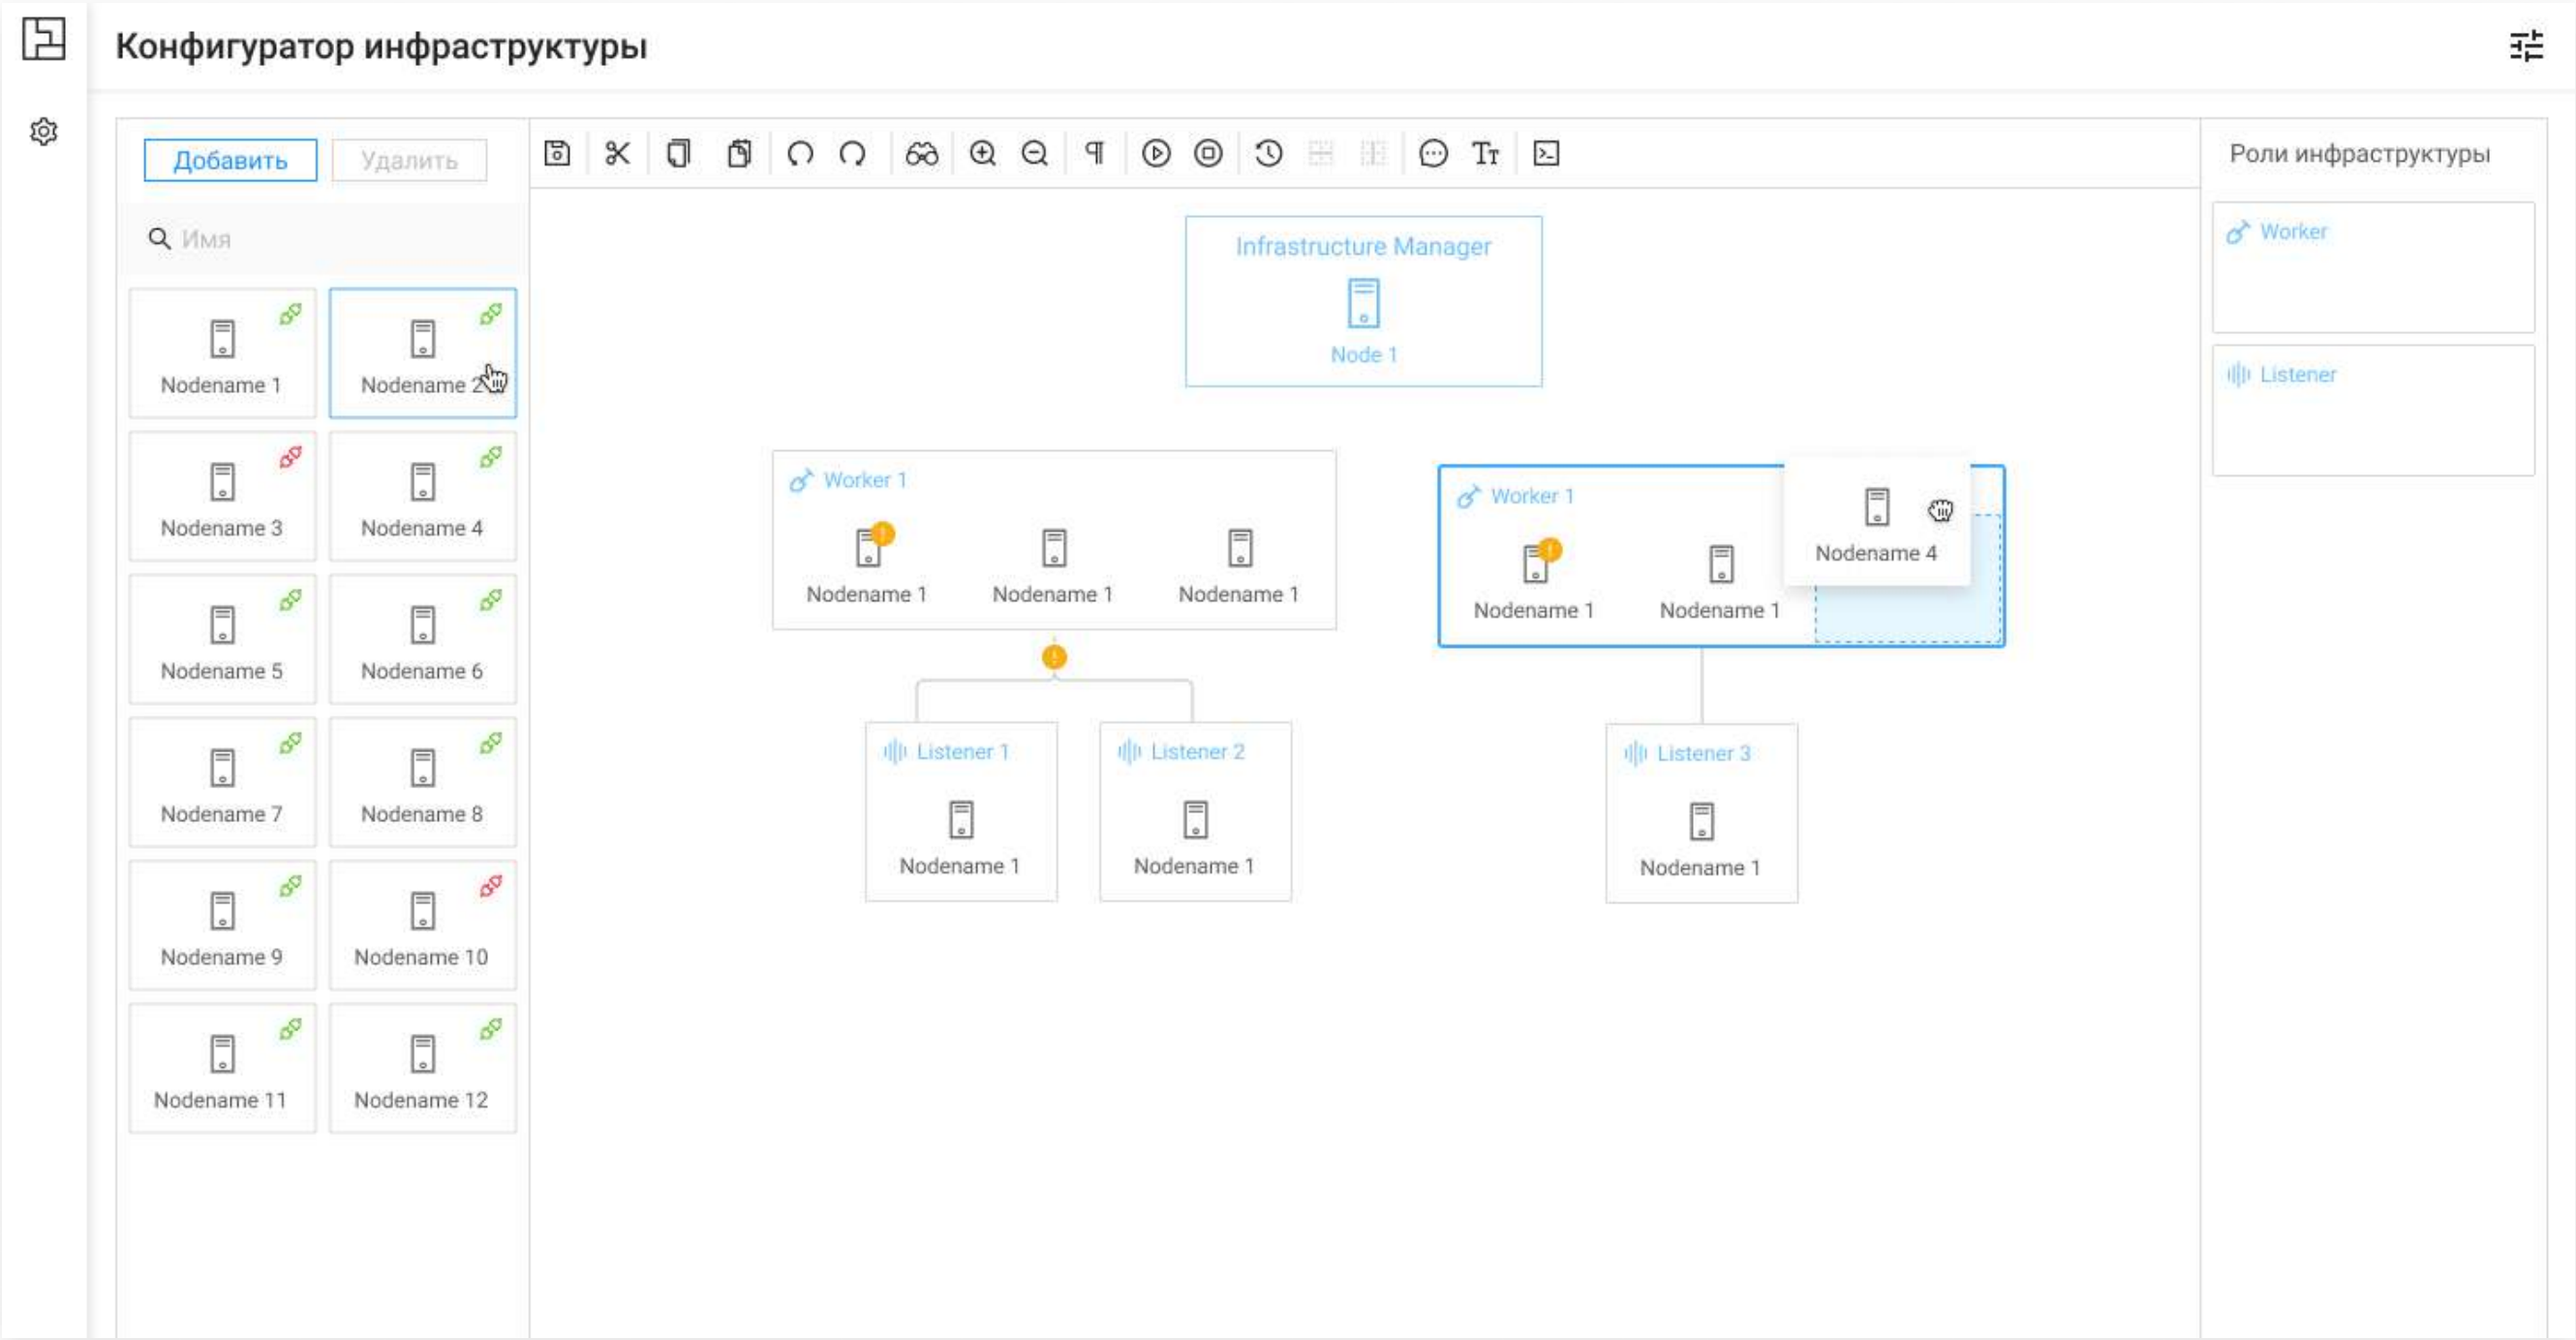 Конфигуратор инфраструктуры
Добавить
Удалить
Имя
Nodename 1
Nodename 2
Nodename 3
Nodename 4
Nodename 5
Nodename 6
Nodename 7
Nodename 8
Nodename 9
Nodename 10
Nodename 11
Nodename 12
Tт
Infrastructure Manager
Node 1
Worker 1
Nodename 1
Nodename 1
Nodename 1
Worker 1
Nodename 1
Nodename 1
Nodename 4
Listener 1
Nodename 1
Listener 2
Nodename 1
Listener 3
Nodename 1
Роли инфраструктуры
Worker
Listener